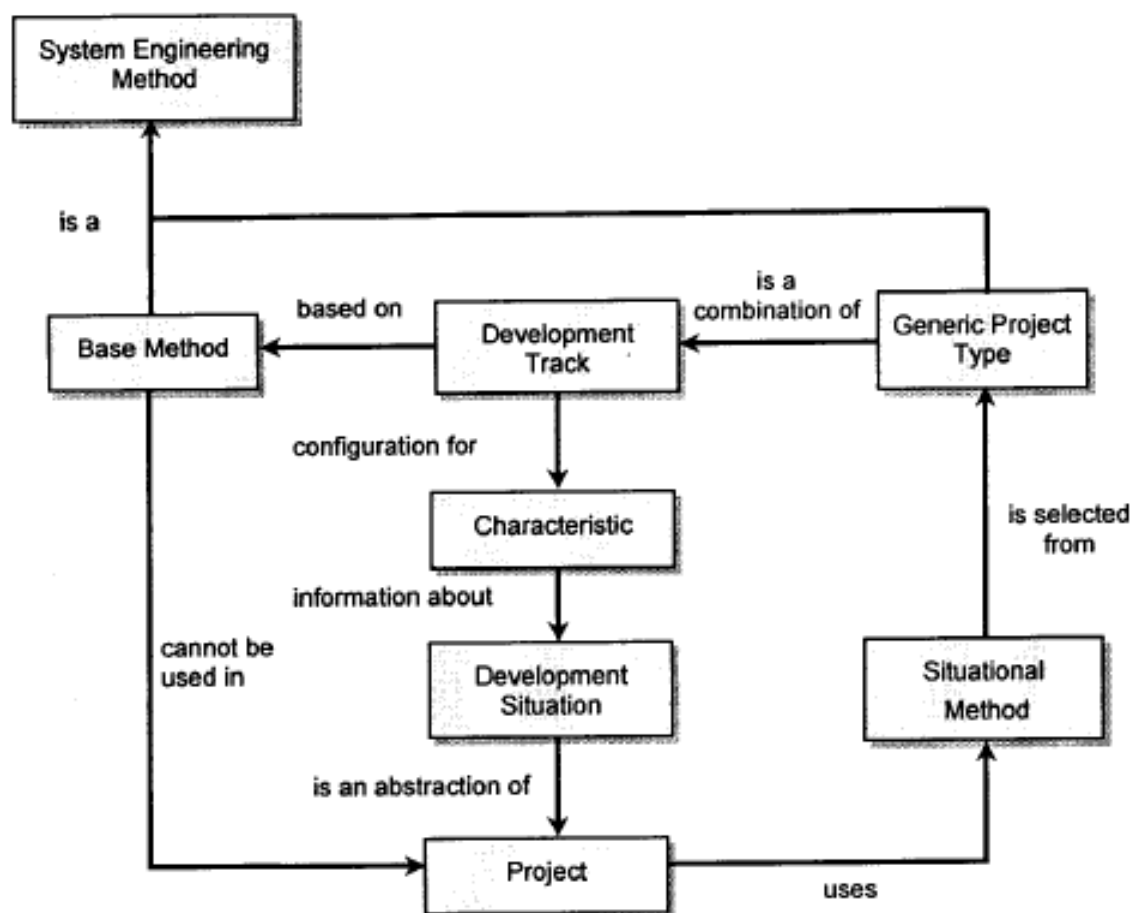 System Engineering
Method
is a
is a
combination of
based on
Base Method
Development
Track
Generic Project
Type
configuration for
Characteristic
is selected
from
information about
cannot be
used in
Development
Situation
Situational
Method
is an abstraction of
Project
uses